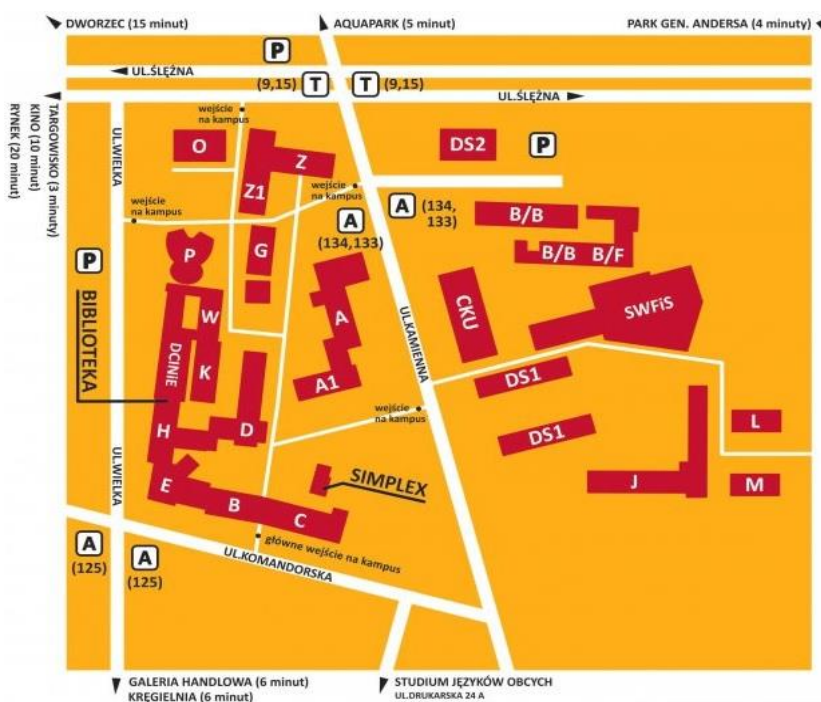 DWORZEC (15 minut)
AQUAPARK (5 minut)
PARK GEN. ANDERSA (4 minuty)
P
UL.ŚLĘŻNA
(9,15)
T
T
(9,15)
UL.ŚLĘŻNA
TARGOWISKO (3 minuty)
KINO (10 minut)
RYNEK (20 minut)
UL.WIELKA
wejście
na kampus
O
Z
Z1
DS2
P
wejście
na kampus
wejście
na kampus
A
(134,133)
A
(134,
133)
B/B
B/B
B/F
P
P
G
BIBLIOTEKA
W
DCINiE
K
A
A1
UL.KAMIENNA
CKU
SWFiS
DS1
DS1
wejście
na kampus
H
D
L
E
B
C
SIMPLEX
J
M
UL.WIELKA
A
(125)
A
(125)
główne wejście na kampus
UL.KOMANDORSKA
GALERIA HANDLOWA (6 minut)
KRĘGIELNIA (6 minut)
STUDIUM JĘZYKÓW OBCYCH
UL.DRUKARSKA 24 A